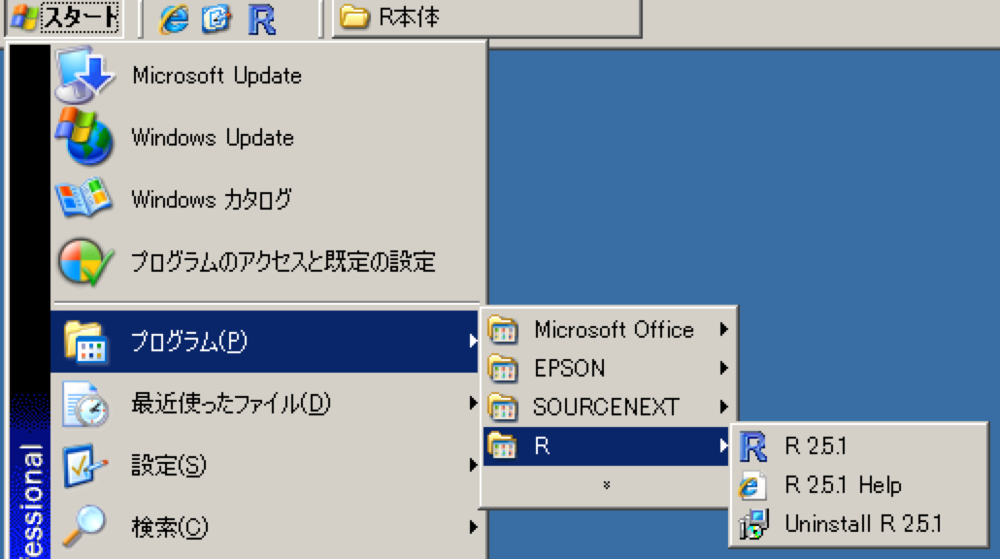 スタート
R本体
Microsoft Update
Windows Update
Windows カタログ
プログラムのアクセスと既定の設定
プログラム(P)
最近使ったファイル(D)
設定(S)
検索(C)
essional
Microsoft Office
EPSON
SOURCENEXT
R
R 2.5.1
R 2.5.1 Help
Uninstall R 2.5.1